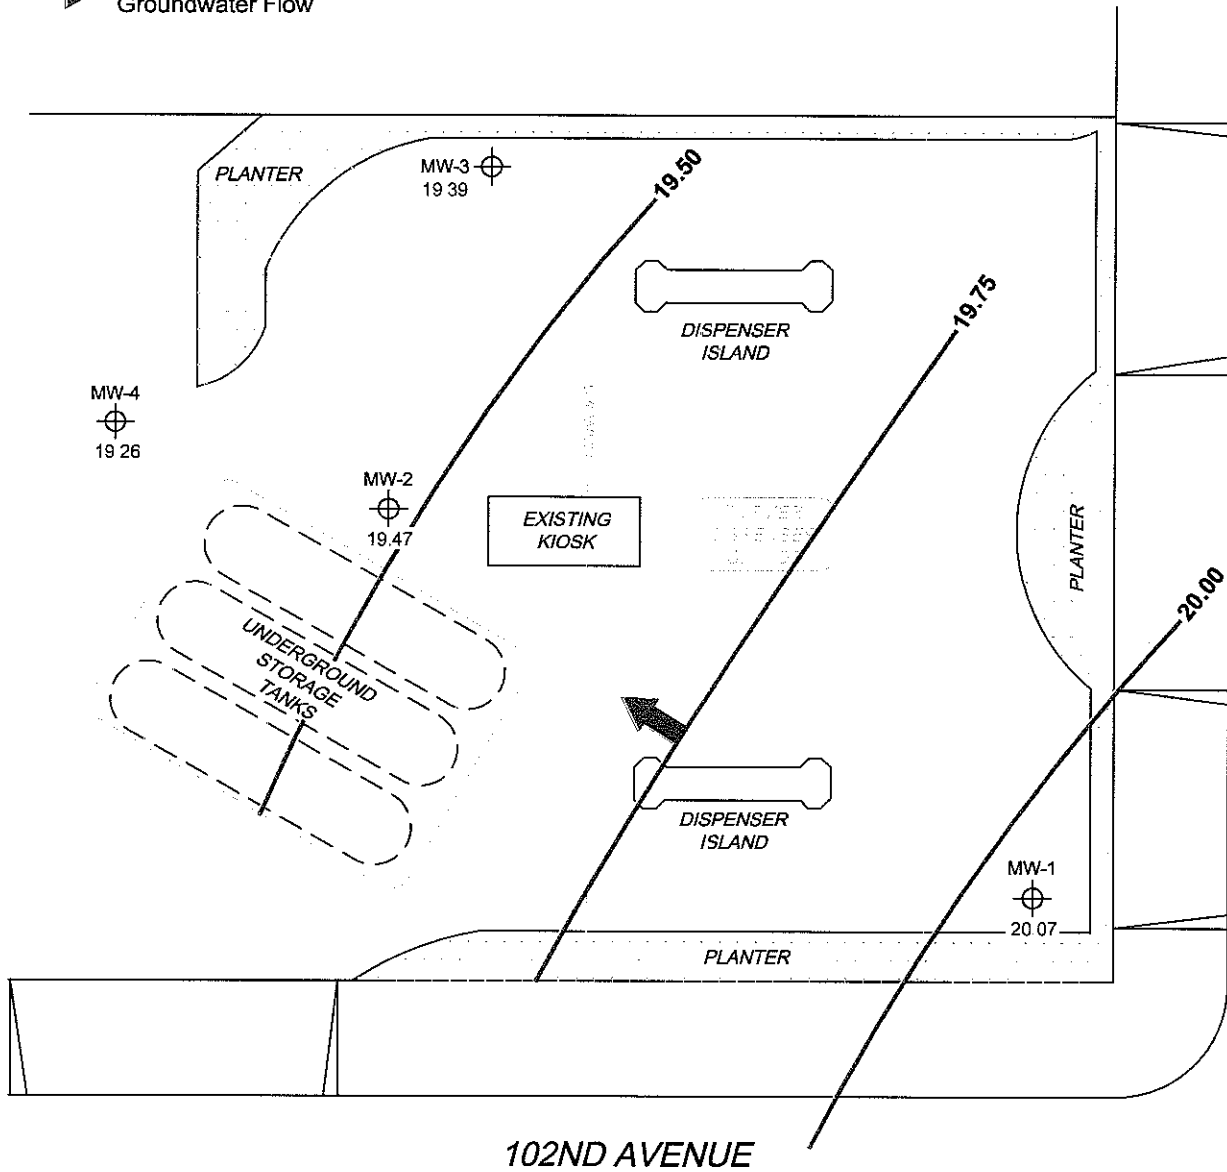 Groundwater Flow
PLANTER
MW-3
19 39
19.50
19.75
DISPENSER
ISLAND
MW-4
19 26
MW-2
19.47
EXISTING
KIOSK
PLANTER
20.00
UNDERGROUND
STORAGE
TANKS
DISPENSER
ISLAND
MW-1
20 07
PLANTER
102ND AVENUE